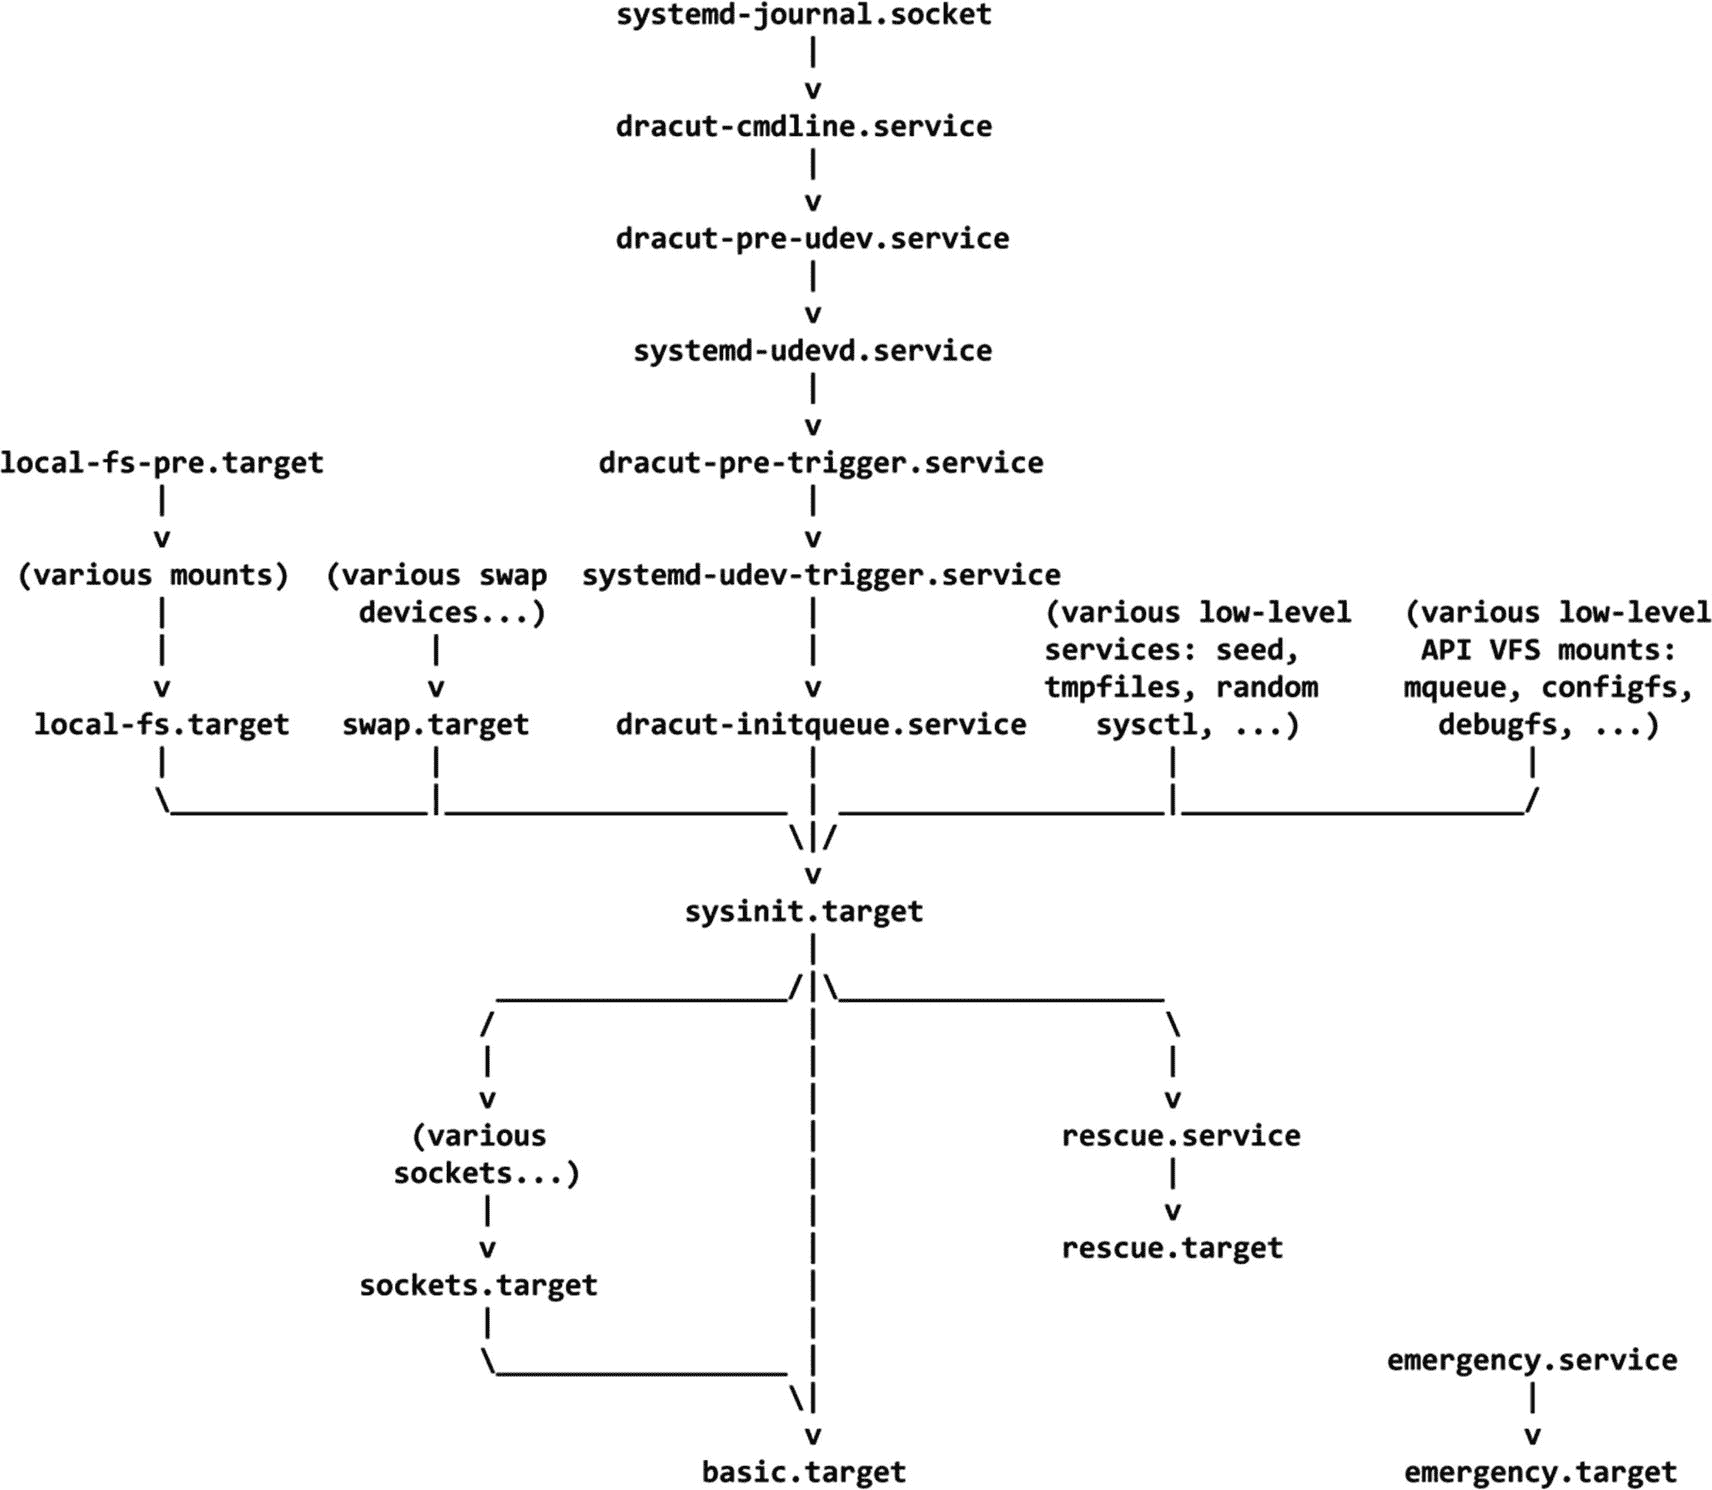 systemd-journal.socket
dracut-cmdline.service
dracut-pre-udev.service
systemd-udevd.service
local-fs-pre.target
dracut-pre-trigger.service
(various mounts)
(various swap
devices...)
systemd-udev-trigger.service
(various low-level
services: seed,
tmpfiles, random
sysctl, ...)
(various low-level
API VFS mounts:
mqueue, configfs,
debugfs, ...)
local-fs.target
swap.target
dracut-initqueue.service
sysinit.target
(various
sockets...)
rescue.service
rescue.target
sockets.target
emergency.service
basic.target
emergency.target